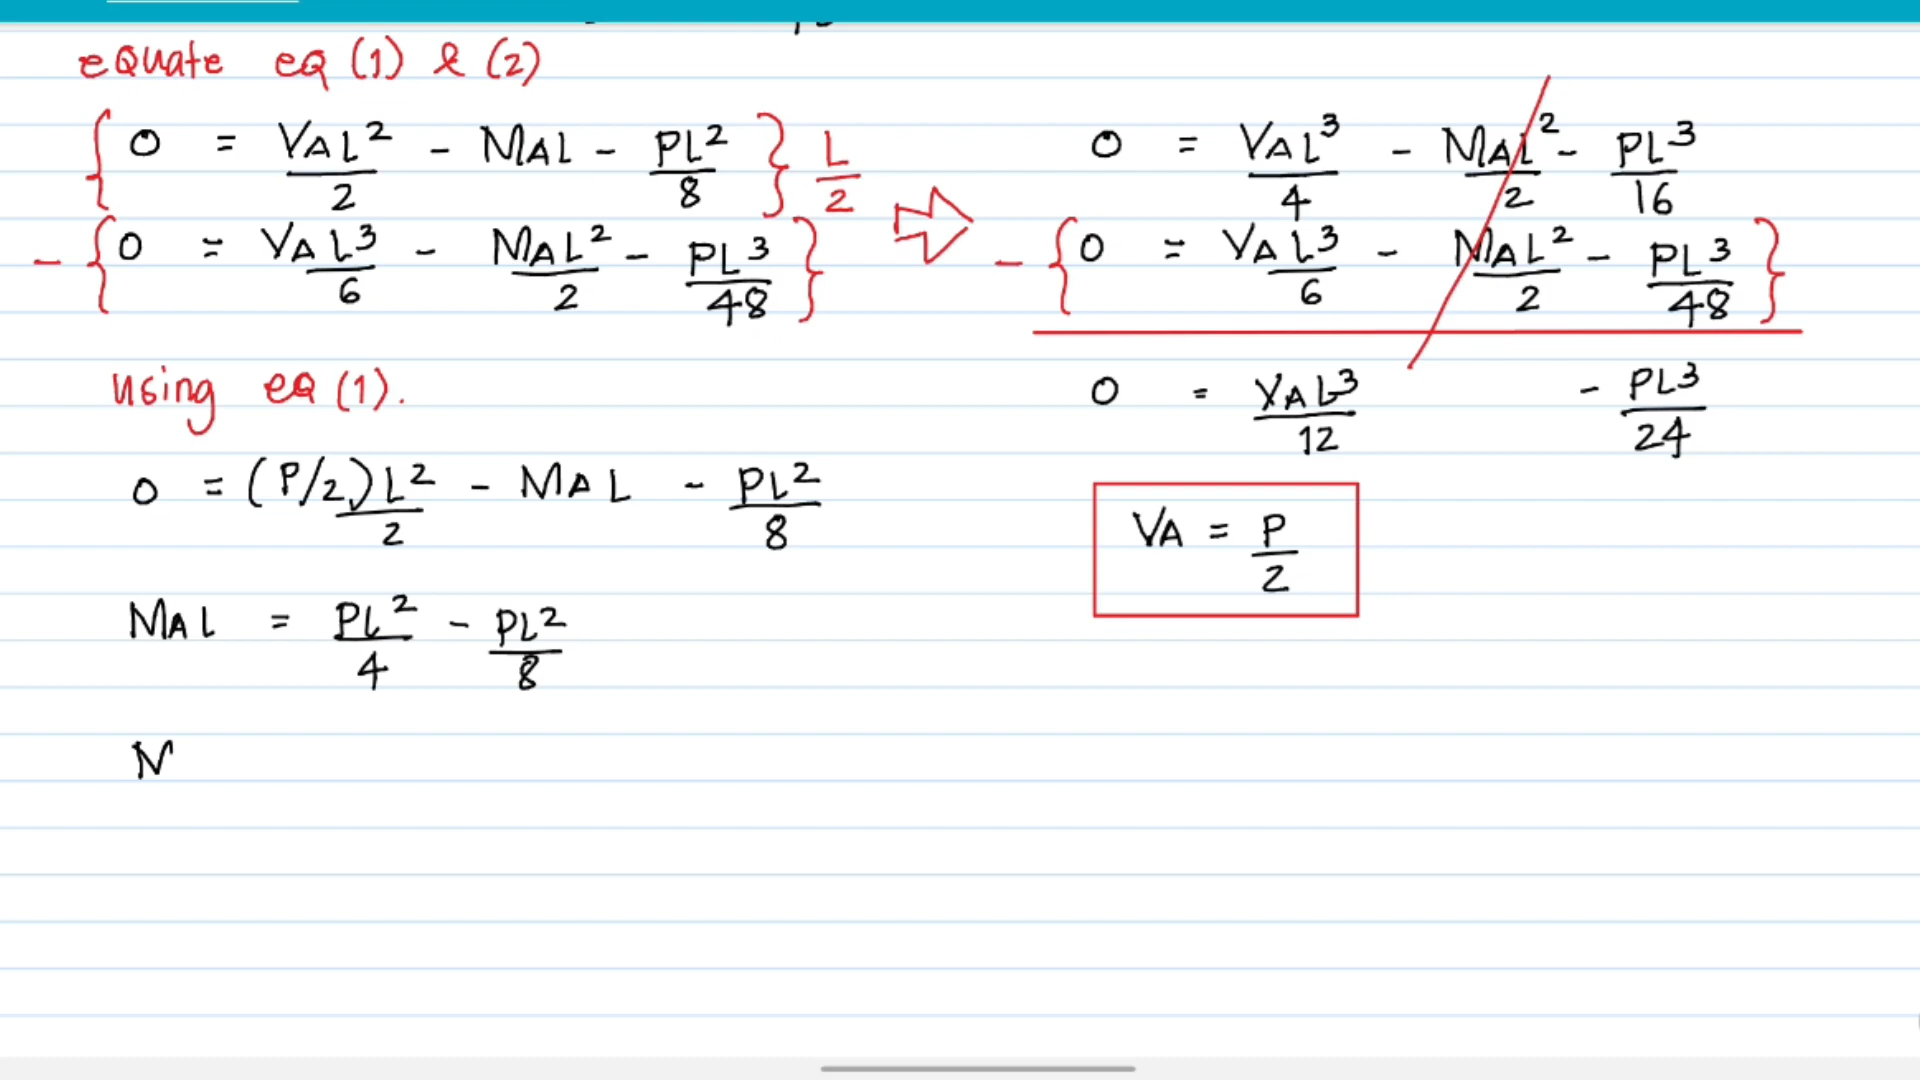 equate eq (1) & (2)
{ 0 = VAL²/2 - MAL - PL²/8 } L/2
- { 0 = VAL³/6 - MAL²/2 - PL³/48 }
using eq (1).
0 = (P/2)L²/2 - MAL - PL²/8
MAL = PL²/4 - PL²/8
0 = VAL³/4 - MAL²/2 - PL³/16
- { 0 = VAL³/6 - MAL²/2 - PL³/48 }
0 = VAL³/12 - PL³/24
VA = P/2